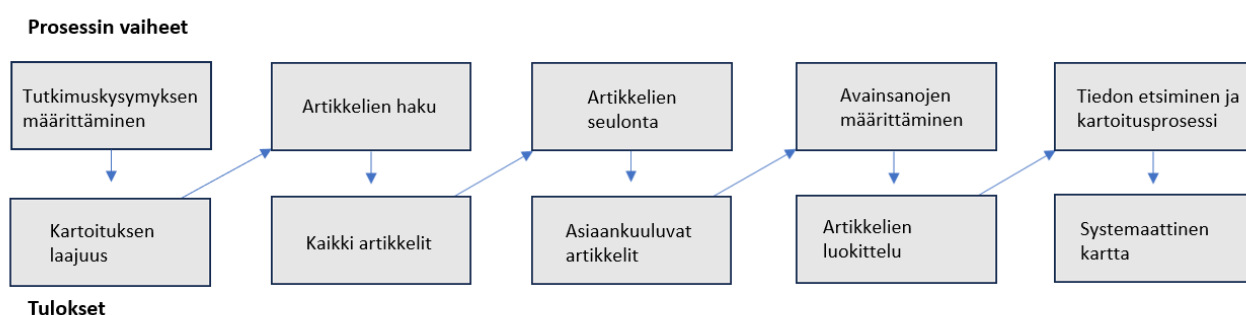 Prosessin vaiheet
Tutkimuskysymyksen
määrittäminen
Artikkelien haku
Artikkelien
seulonta
Avainsanojen
määrittäminen
Tiedon etsiminen ja
kartoitusprosessi
Kartoituksen
laajuus
Kaikki artikkelit
Asiaankuuluvat
artikkelit
Artikkelien
luokittelu
Systemaattinen
kartta
Tulokset